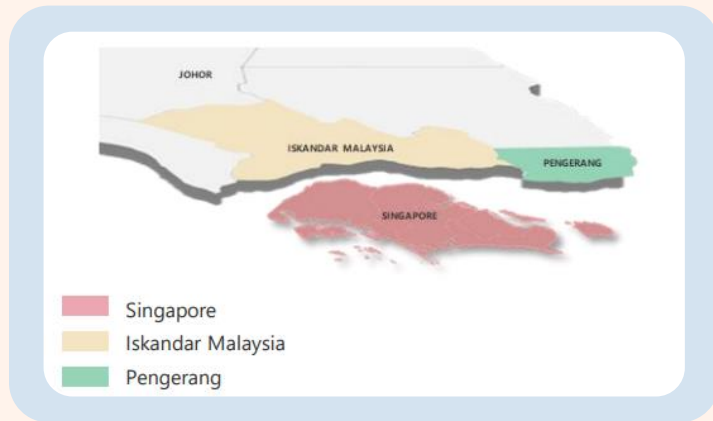 JOHOR
ISKANDAR MALAYSIA
PENGERANG
SINGAPORE
Singapore
Iskandar Malaysia
Pengerang